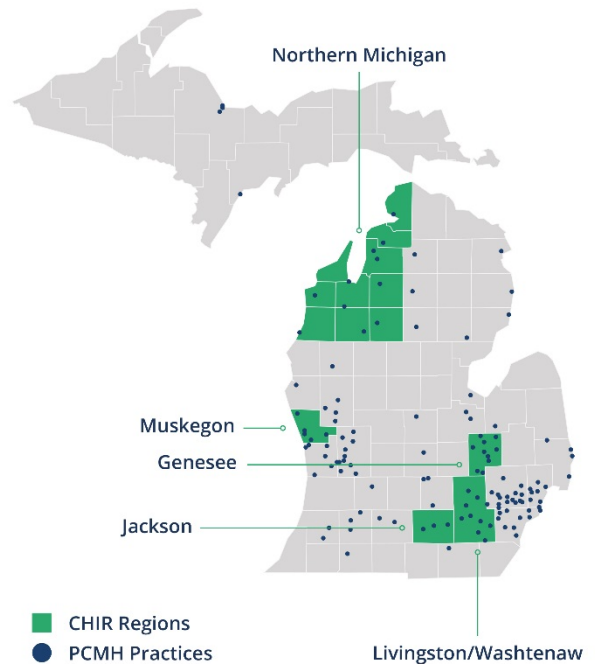 Northern Michigan
Muskegon
Genesee
Jackson
CHIR Regions
PCMH Practices
Livingston/Washtenaw